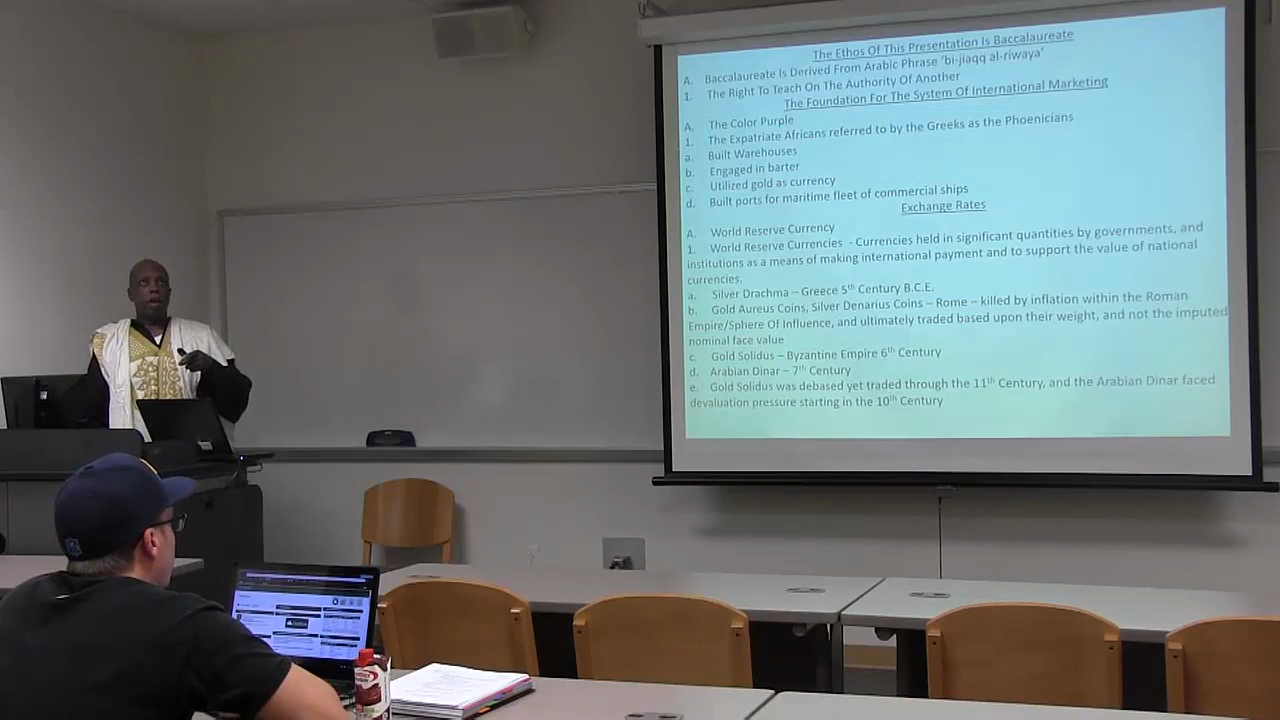 The Ethos Of This Presentation Is Baccalaureate
A. Baccalaureate Is Derived From Arabic Phrase 'bi-jiaqq al-riwaya'
1. The Right To Teach On The Authority Of Another
The Foundation For The System Of International Marketing
A. The Color Purple
1. The Expatriate Africans referred to by the Greeks as the Phoenicians
a. Built Warehouses
b. Engaged in barter
c. Utilized gold as currency
d. Built ports for maritime fleet of commercial ships
Exchange Rates
A. World Reserve Currency
1. World Reserve Currencies - Currencies held in significant quantities by governments, and
institutions as a means of making international payment and to support the value of national
currencies.
a. Silver Drachma – Greece 5th Century B.C.E.
b. Gold Aureus Coins, Silver Denarius Coins – Rome – killed by inflation within the Roman
Empire/Sphere Of Influence, and ultimately traded based upon their weight, and not the imputed
nominal face value
c. Gold Solidus – Byzantine Empire 6th Century
d. Arabian Dinar – 7th Century
e. Gold Solidus was debased yet traded through the 11th Century, and the Arabian Dinar faced
devaluation pressure starting in the 10th Century